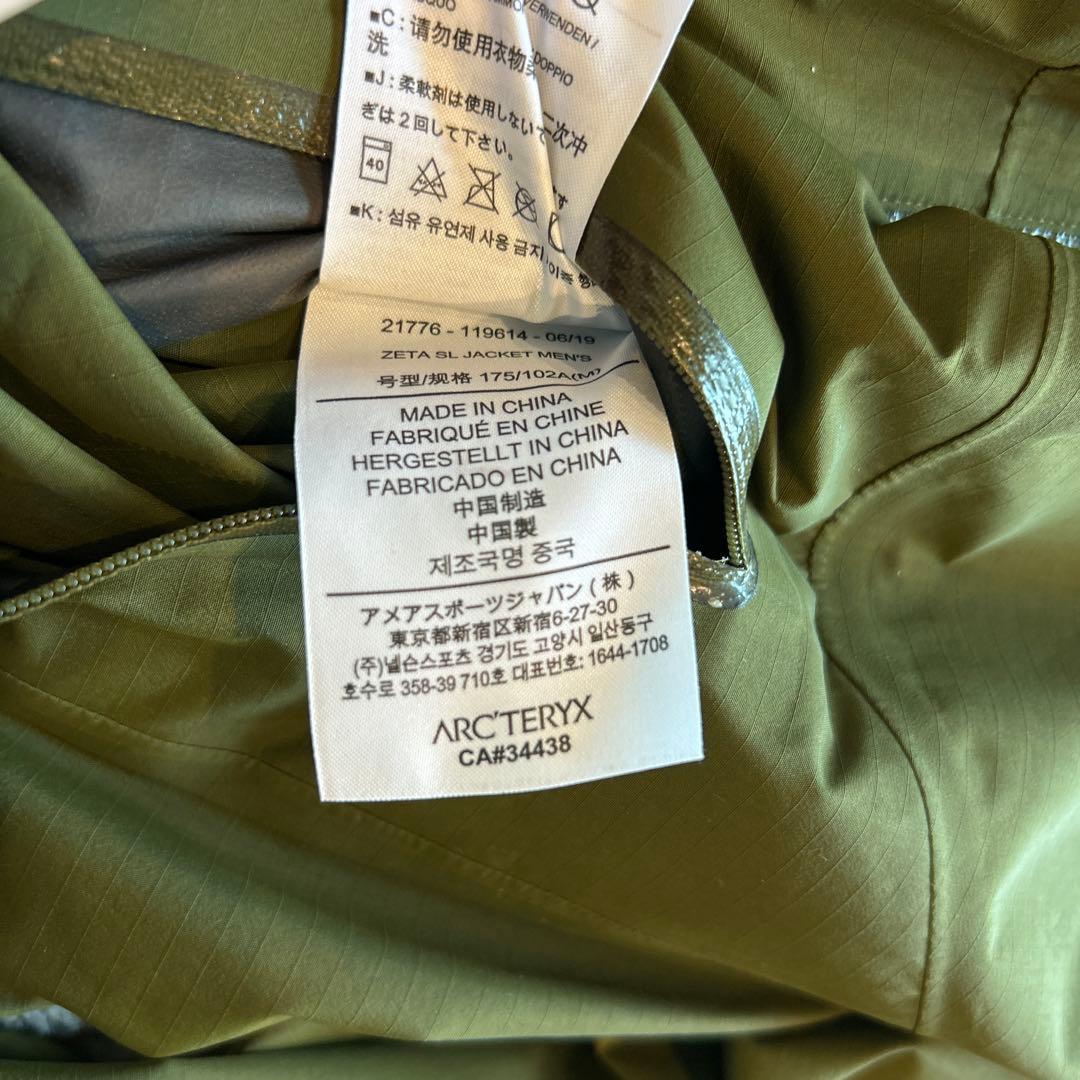 VERWENDEN /
■C : 请勿使用衣物
DOPPIO
洗
二次冲
■J : 柔軟剤は使用しないで
ぎは2回して下さい。
40
■K : 섬유 유연제 사용 금지
21776 - 119614 - 06/19
ZETA SL JACKET MEN'S
号型/规格 175/102A(M)
MADE IN CHINA
FABRIQUÉ EN CHINE
HERGESTELLT IN CHINA
FABRICADO EN CHINA
中国制造
中国製
제조국명 중국
アメアスポーツジャパン ( 株 )
東京都新宿区新宿6-27-30
(주)넬슨스포츠 경기도 고양시 일산동구
호수로 358-39 710호 대표번호: 1644-1708
ARC'TERYX
CA#34438